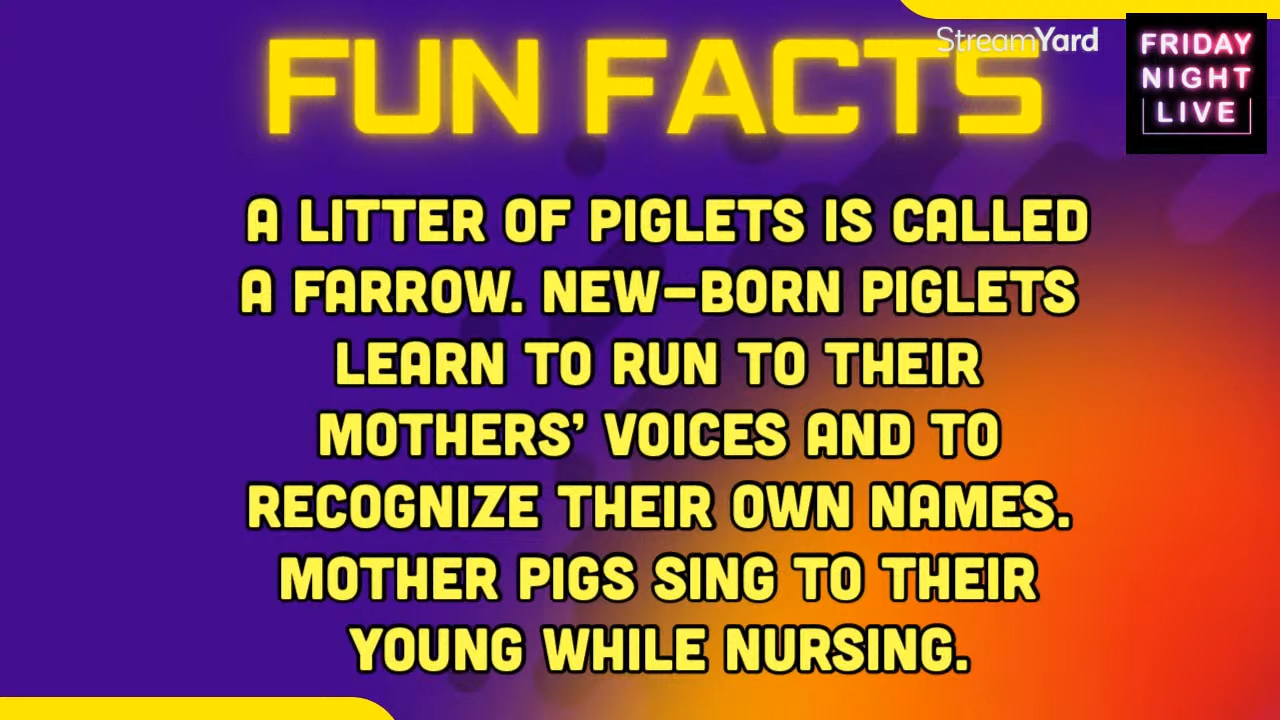 FUN FACTS
StreamYard
FRIDAY
NIGHT
LIVE
A LITTER OF PIGLETS IS CALLED
A FARROW. NEW-BORN PIGLETS
LEARN TO RUN TO THEIR
MOTHERS' VOICES AND TO
RECOGNIZE THEIR OWN NAMES.
MOTHER PIGS SING TO THEIR
YOUNG WHILE NURSING.